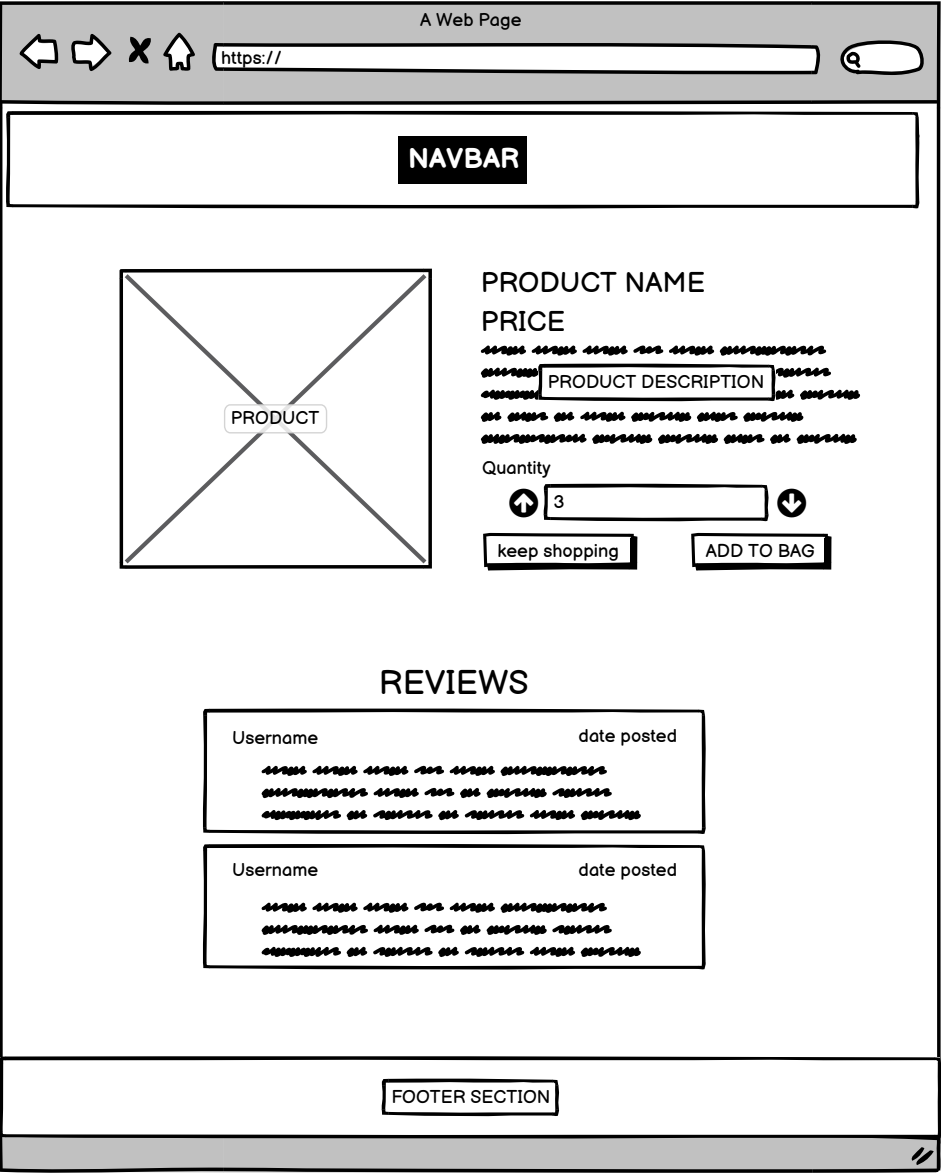 A Web Page
https://
NAVBAR
PRODUCT
PRODUCT NAME
PRICE
PRODUCT DESCRIPTION
Quantity
3
keep shopping
ADD TO BAG
REVIEWS
Username
date posted
Username
date posted
FOOTER SECTION